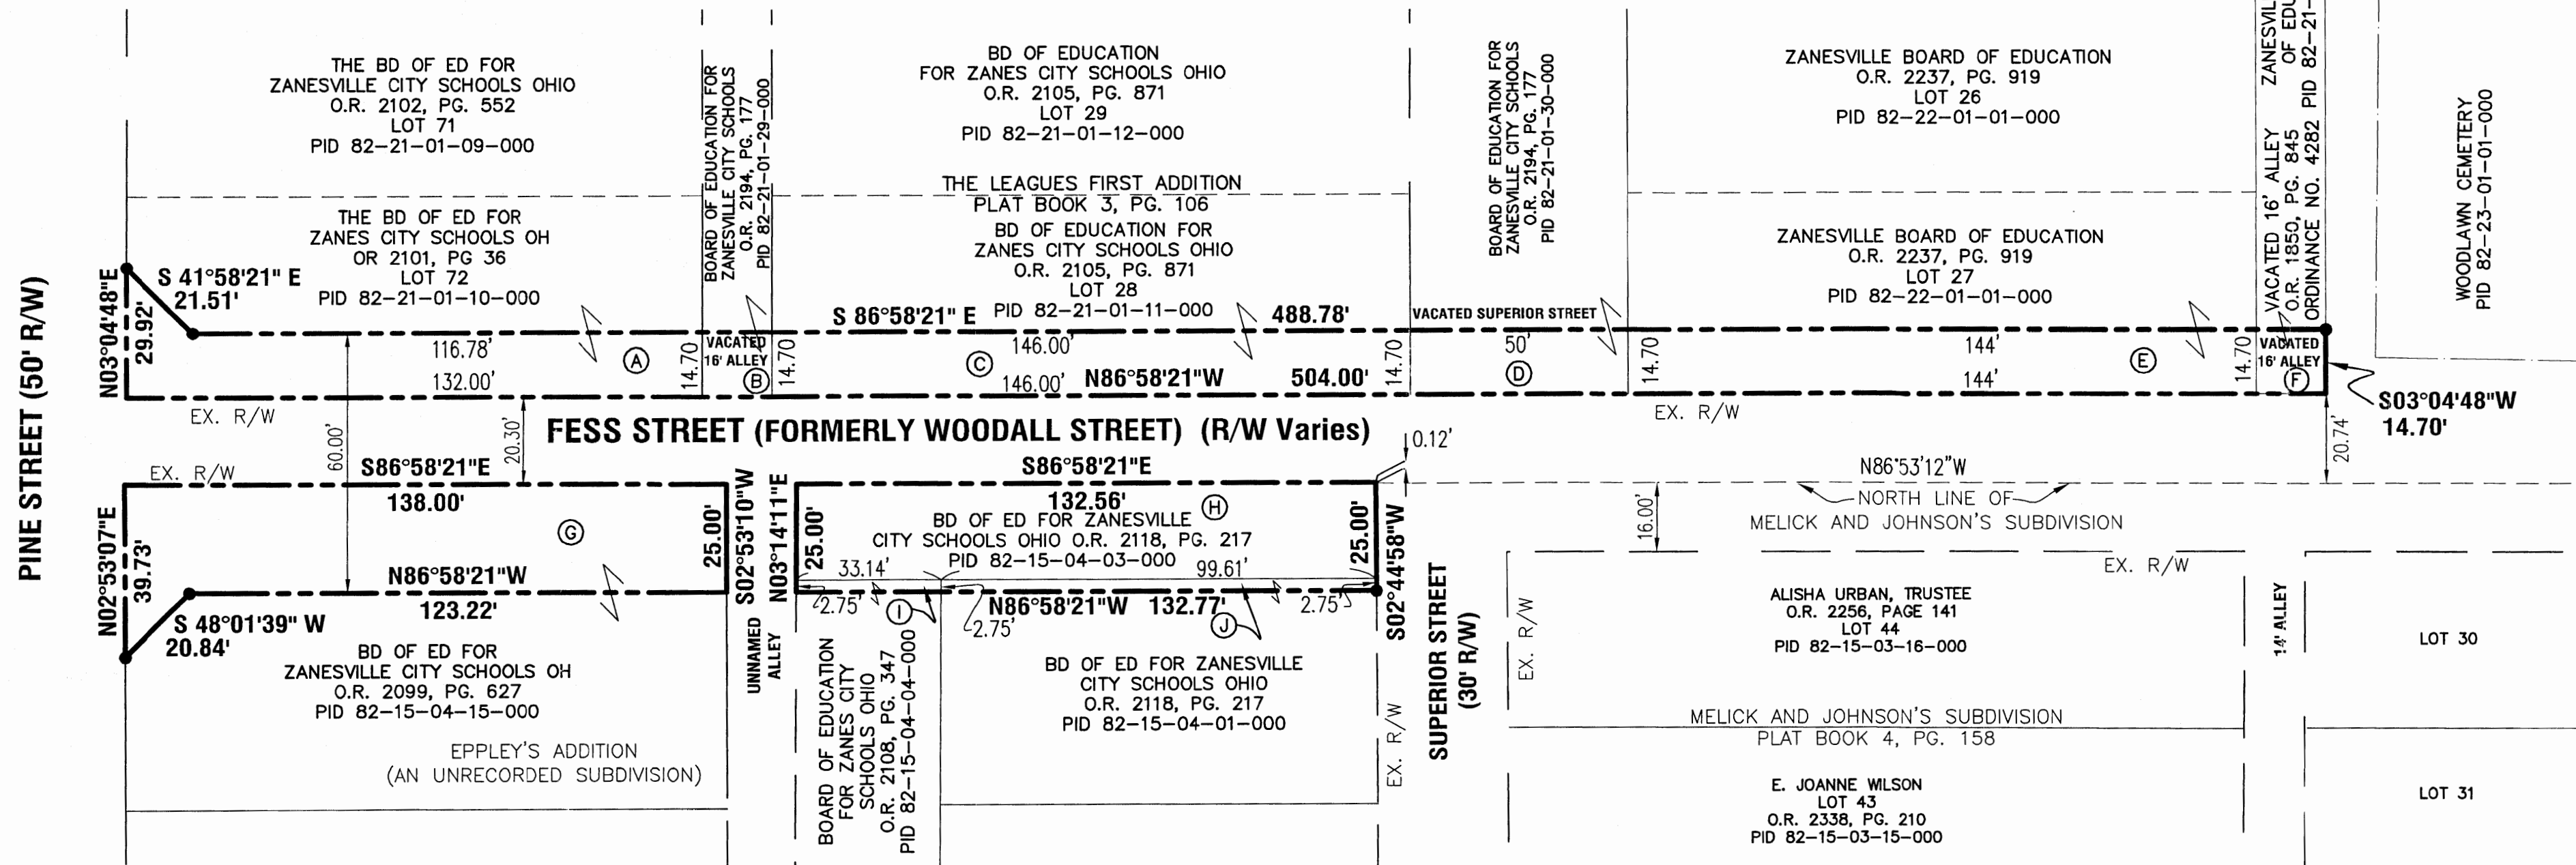 THE BD OF ED FOR
ZANESVILLE CITY SCHOOLS OHIO
O.R. 2102, PG. 552
LOT 71
PID 82-21-01-09-000
BOARD OF EDUCATION FOR
ZANESVILLE CITY SCHOOLS
O.R. 2194, PG. 177
PID 82-21-01-29-000
BD OF EDUCATION
FOR ZANES CITY SCHOOLS OHIO
O.R. 2105, PG. 871
LOT 29
PID 82-21-01-12-000
BOARD OF EDUCATION FOR
ZANESVILLE CITY SCHOOLS
O.R. 2194, PG. 177
PID 82-21-01-30-000
ZANESVILLE BOARD OF EDUCATION
O.R. 2237, PG. 919
LOT 26
PID 82-22-01-01-000
VACATED 16' ALLEY
O.R. 1850, PG. 845
OF
ORDINANCE NO. 4282 PID 82-21-
WOODLAWN CEMETERY
PID 82-23-01-01-000
THE LEAGUES FIRST ADDITION
PLAT BOOK 3, PG. 106
THE BD OF ED FOR
ZANES CITY SCHOOLS OH
OR 2101, PG 36
LOT 72
PID 82-21-01-10-000
BD OF EDUCATION FOR
ZANES CITY SCHOOLS OHIO
O.R. 2105, PG. 871
LOT 28
PID 82-21-01-11-000
ZANESVILLE BOARD OF EDUCATION
O.R. 2237, PG. 919
LOT 27
PID 82-22-01-01-000
PINE STREET (50' R/W)
N03°04'48"E
29.92'
S 41°58'21" E
21.51'
S 86°58'21" E
488.78'
VACATED SUPERIOR STREET
116.78'
132.00'
A
14.70
VACATED
16' ALLEY
B
14.70
146.00'
C
146.00'
N86°58'21"W
504.00'
14.70
50'
D
14.70
144'
144'
E
14.70
VACATED
16' ALLEY
F
S03°04'48"W
14.70'
EX. R/W
FESS STREET (FORMERLY WOODALL STREET) (R/W Varies)
EX. R/W
60.00'
20.30'
0.12'
20.74'
EX. R/W
S86°58'21"E
138.00'
S86°58'21"E
132.56'
H
N86°53'12"W
NORTH LINE OF
MELICK AND JOHNSON'S SUBDIVISION
16.00'
N02°53'07"E
39.73'
G
25.00'
S02°53'10"W
N03°14'11"E
25.00'
BD OF ED FOR ZANESVILLE
CITY SCHOOLS OHIO O.R. 2118, PG. 217
PID 82-15-04-03-000
25.00'
S02°44'58"W
33.14'
99.61'
N86°58'21"W
123.22'
S 48°01'39" W
20.84'
2.75'
I
2.75'
N86°58'21"W 132.77'
J
2.75'
EX. R/W
BD OF ED FOR
ZANESVILLE CITY SCHOOLS OH
O.R. 2099, PG. 627
PID 82-15-04-15-000
EPPLEY'S ADDITION
(AN UNRECORDED SUBDIVISION)
UNNAMED
ALLEY
BOARD OF EDUCATION
FOR ZANES CITY
SCHOOLS OHIO
O.R. 2108, PG. 347
PID 82-15-04-04-000
BD OF ED FOR ZANESVILLE
CITY SCHOOLS OHIO
O.R. 2118, PG. 217
PID 82-15-04-01-000
EX. R/W
SUPERIOR STREET
(30' R/W)
EX. R/W
ALISHA URBAN, TRUSTEE
O.R. 2256, PAGE 141
LOT 44
PID 82-15-03-16-000
14' ALLEY
LOT 30
MELICK AND JOHNSON'S SUBDIVISION
PLAT BOOK 4, PG. 158
E. JOANNE WILSON
LOT 43
O.R. 2338, PG. 210
PID 82-15-03-15-000
LOT 31